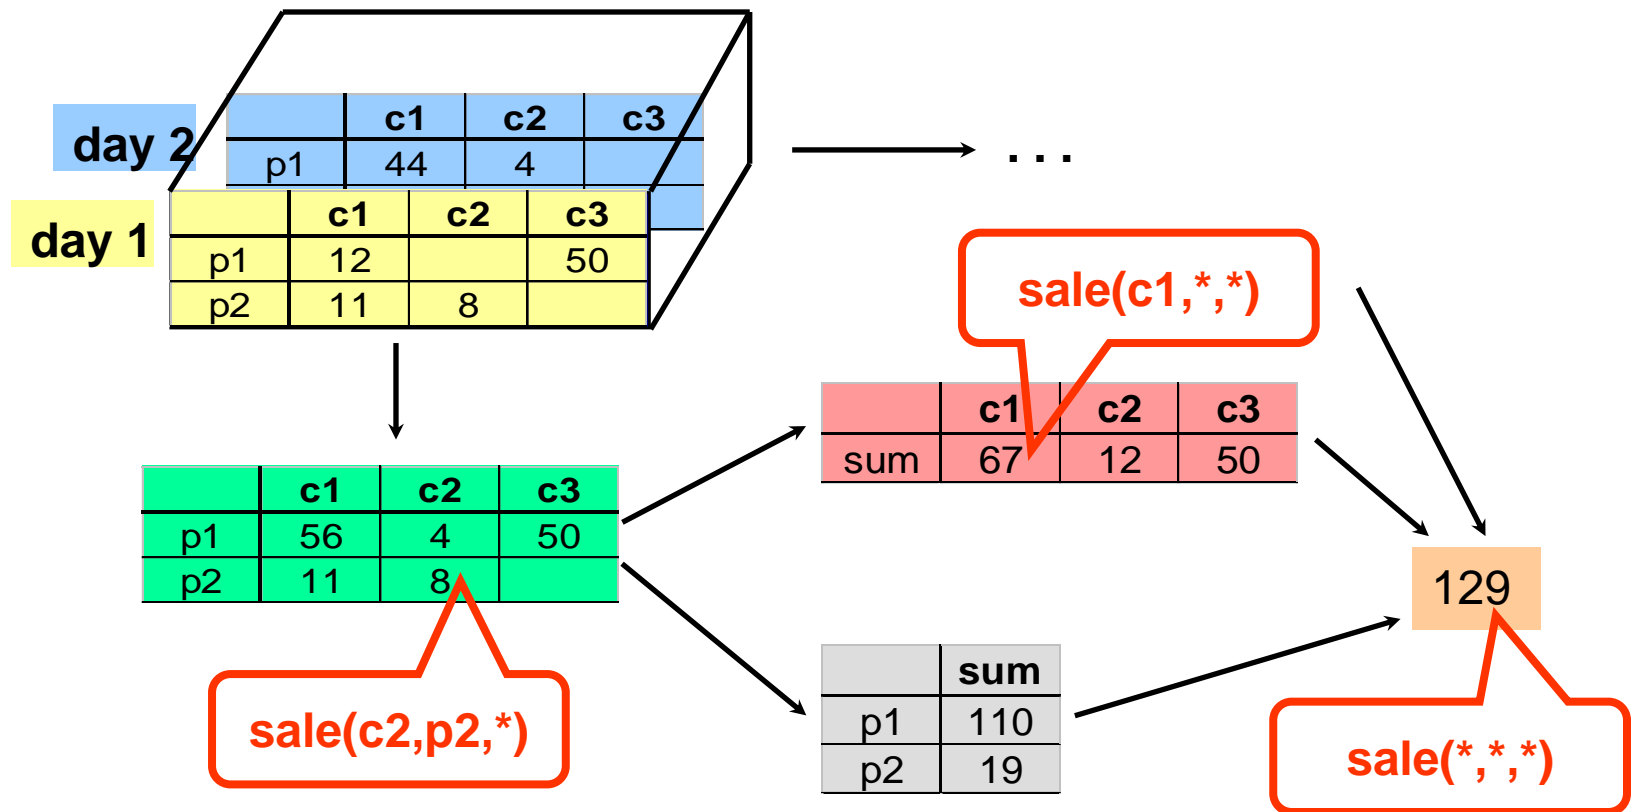 c1 c2 c3
day 2
p1 44 4
. . .
c1 c2 c3
day 1
p1 12 50
p2 11 8
sale(c1,*,*)
c1 c2 c3
sum 67 12 50
c1 c2 c3
p1 56 4 50
p2 11 8
129
sum
p1 110
p2 19
sale(c2,p2,*)
sale(*,*,*)